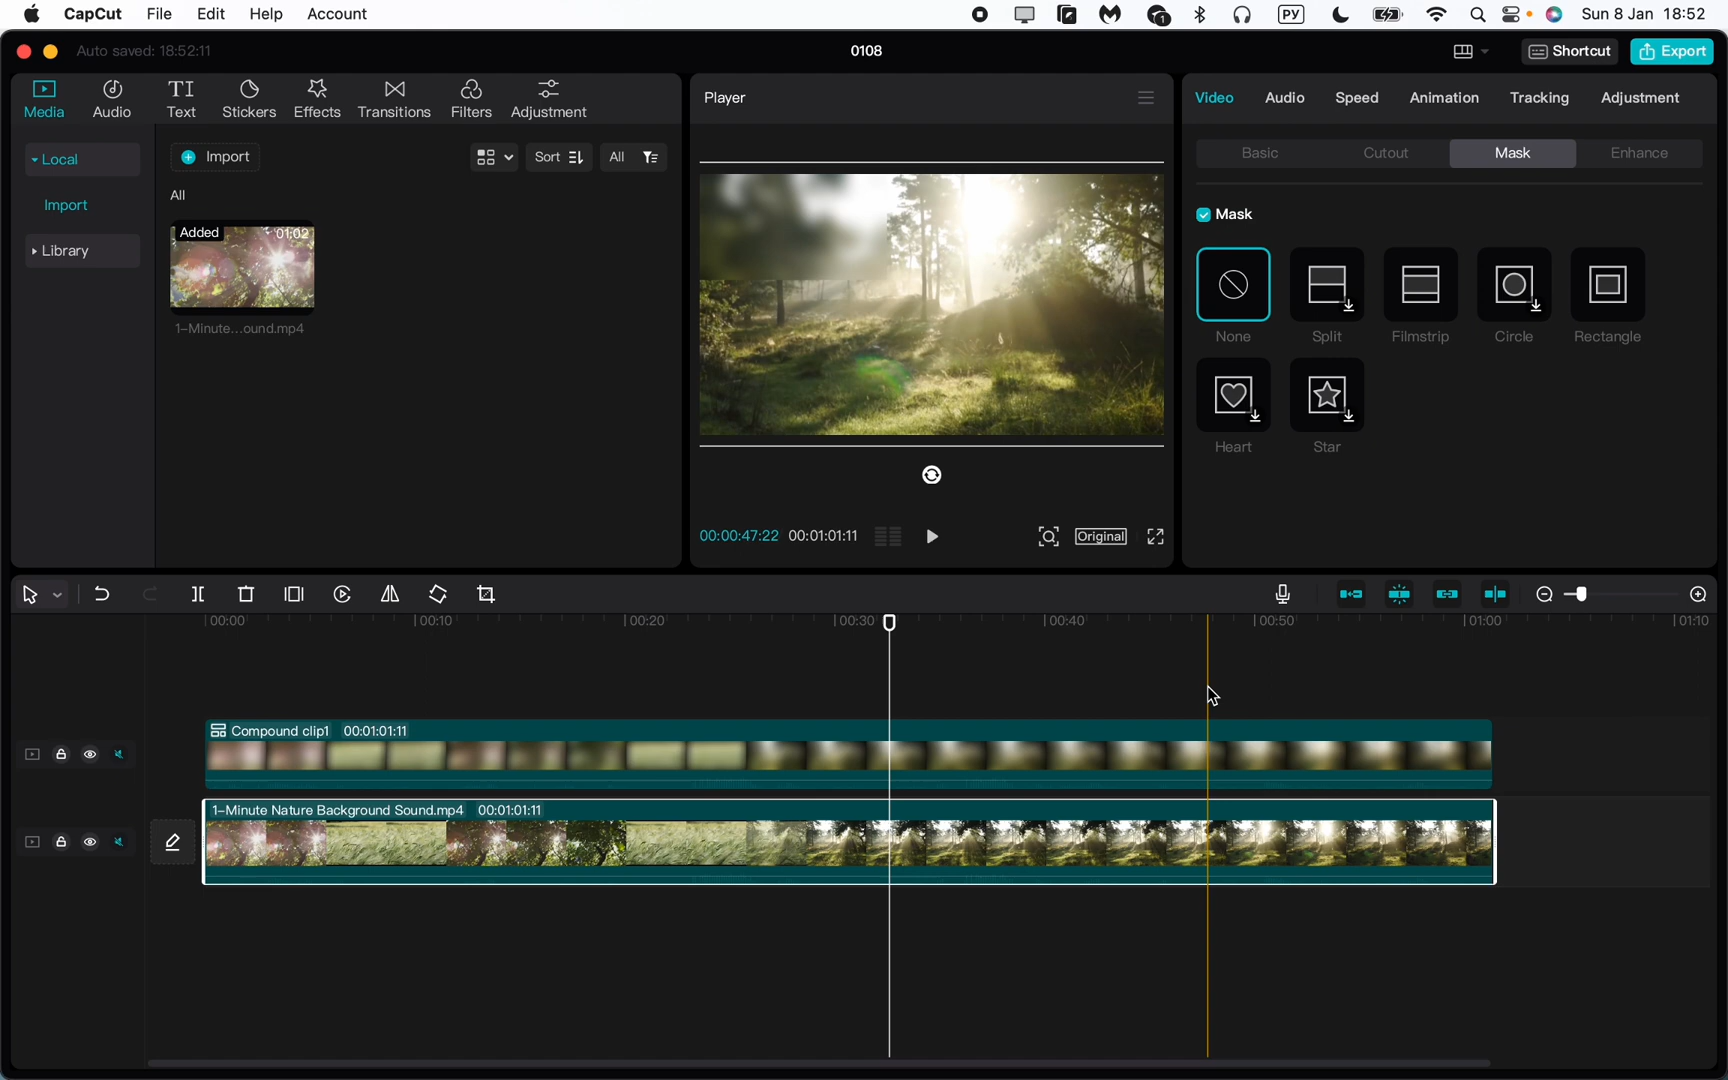 CapCut File Edit Help Account
1 РУ Sun 8 Jan 18:52
Auto saved: 18:52:11 0108 Shortcut Export
Media Audio Text Stickers Effects Transitions Filters Adjustment
Player
Video Audio Speed Animation Tracking Adjustment
Local
Import Sort All
Import
All
Library
Added 01:02
1-Minute...ound.mp4
Basic Cutout Mask Enhance
Mask
None Split Filmstrip Circle Rectangle
Heart Star
00:00:47:22 00:01:01:11 Original
00:00 00:10 00:20 00:30 00:40 00:50 01:00 01:10
Compound clip1 00:01:01:11
1-Minute Nature Background Sound.mp4 00:01:01:11